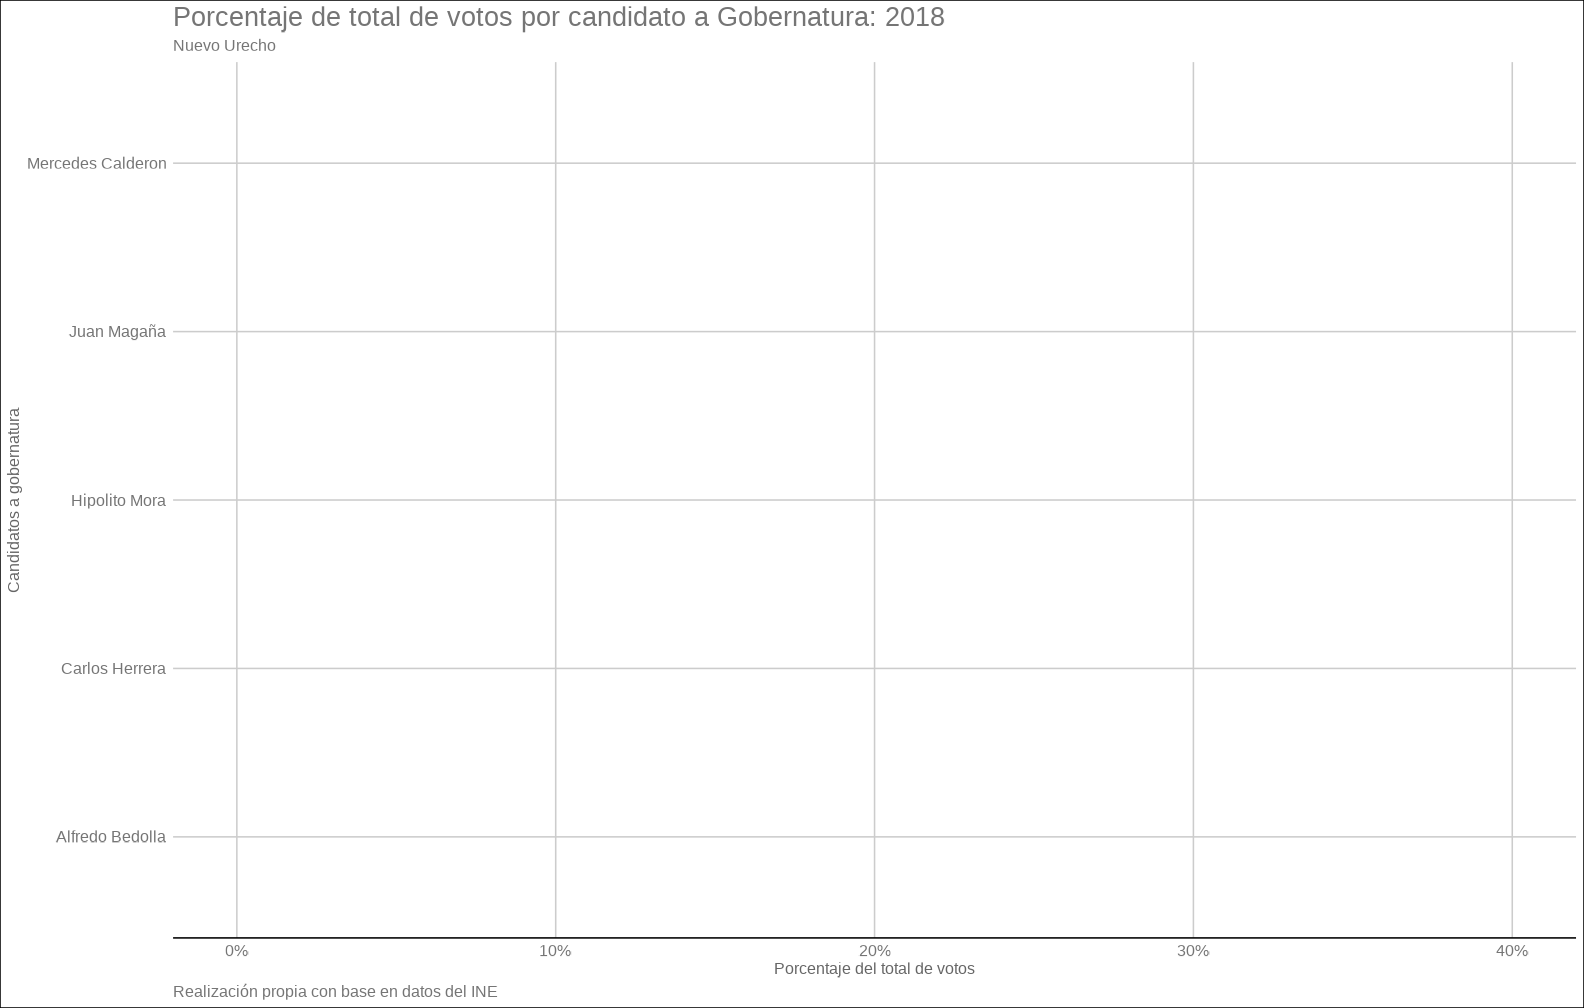 Porcentaje de total de votos por candidato a Gobernatura: 2018
Nuevo Urecho
Candidatos a gobernatura
Mercedes Calderon
Juan Magaña
Hipolito Mora
Carlos Herrera
Alfredo Bedolla
0% 10% 20% 30% 40%
Porcentaje del total de votos
Realización propia con base en datos del INE